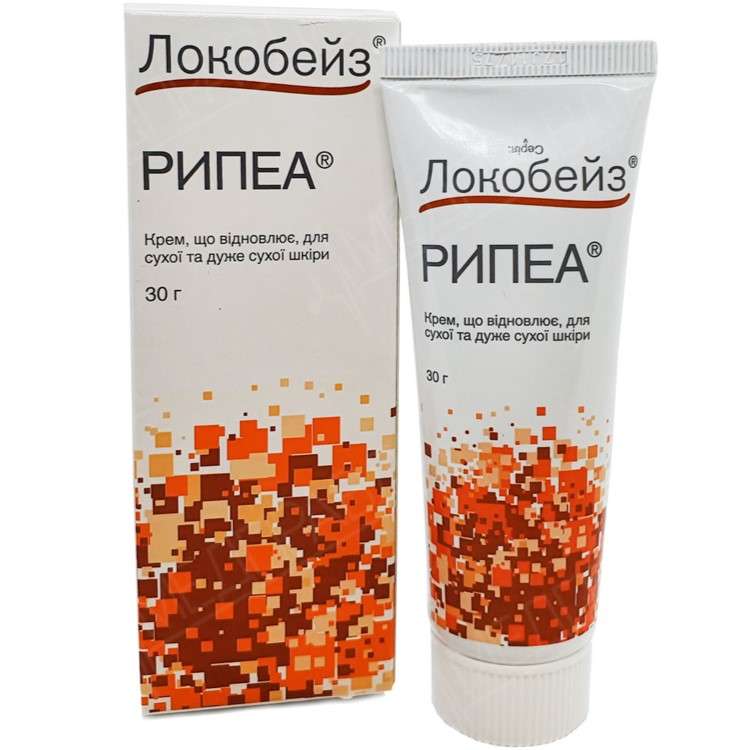 Локобейз®
РИПЕА®
Крем, що відновлює, для
сухої та дуже сухої шкіри
30 г
Серія:
Локобейз®
РИПЕА®
Крем, що відновлює, для
сухої та дуже сухої шкіри
30 г